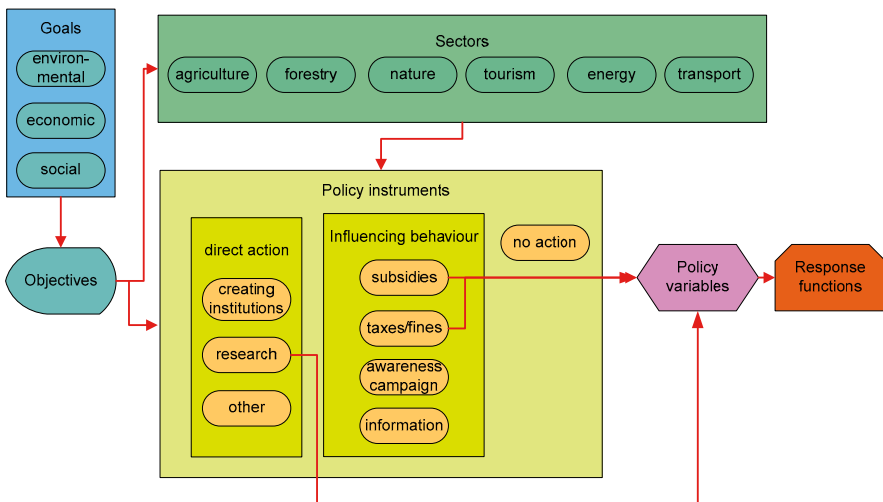 Goals
environ-
mental
economic
social
Objectives
Sectors
agriculture
forestry
nature
tourism
energy
transport
Policy instruments
direct action
creating
institutions
research
other
Influencing behaviour
subsidies
taxes/fines
awareness
campaign
information
no action
Policy
variables
Response
functions